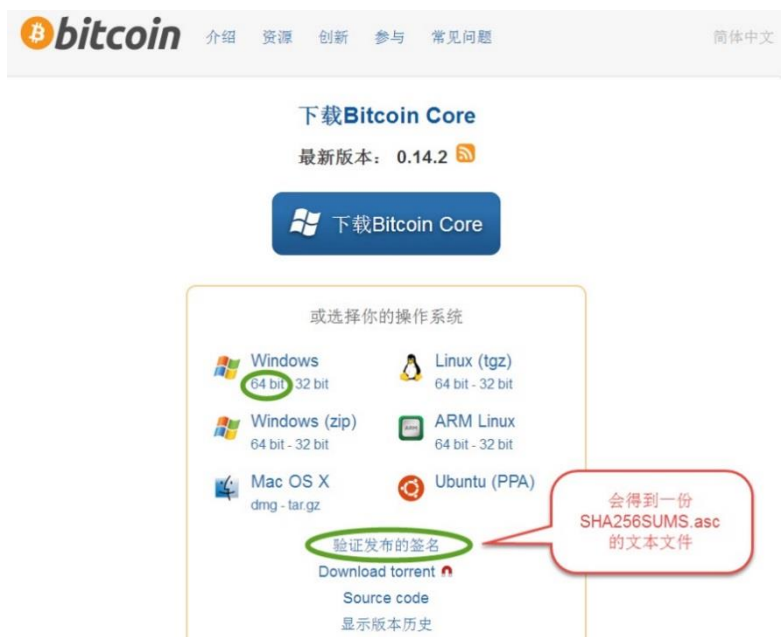 bitcoin 介绍 资源 创新 参与 常见问题 简体中文
下载Bitcoin Core
最新版本： 0.14.2
下载Bitcoin Core
或选择你的操作系统
Windows
64 bit - 32 bit
Linux (tgz)
64 bit - 32 bit
Windows (zip)
64 bit - 32 bit
ARM Linux
64 bit - 32 bit
Mac OS X
dmg - tar.gz
Ubuntu (PPA)
会得到一份
SHA256SUMS.asc
的文本文件
验证发布的签名
Download torrent
Source code
显示版本历史